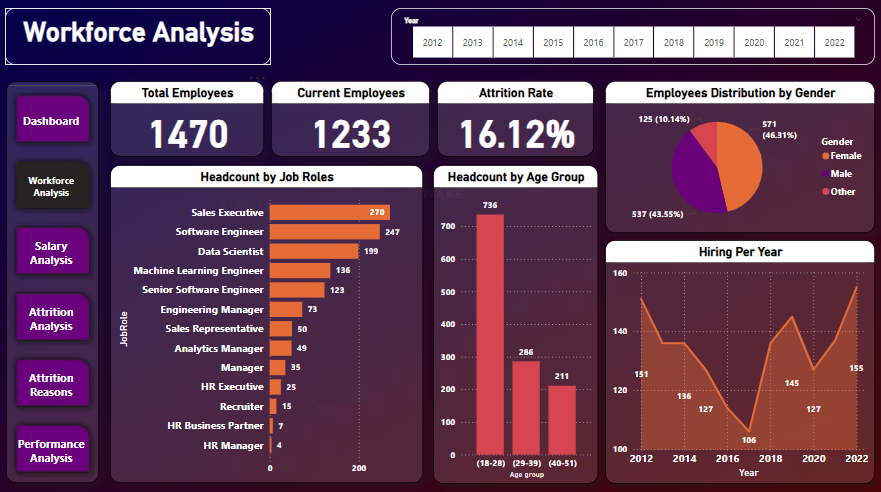 Workforce Analysis
Year
2012 2013 2014 2015 2016 2017 2018 2019 2020 2021 2022
Dashboard
Workforce
Analysis
Salary
Analysis
Attrition
Analysis
Attrition
Reasons
Performance
Analysis
Total Employees
1470
Current Employees
1233
Attrition Rate
16.12%
Employees Distribution by Gender
125 (10.14%)
571
(46.31%)
537 (43.55%)
Gender
Female
Male
Other
Headcount by Job Roles
JobRole
Sales Executive 270
Software Engineer 247
Data Scientist 199
Machine Learning Engineer 136
Senior Software Engineer 123
Engineering Manager 73
Sales Representative 50
Analytics Manager 49
Manager 35
HR Executive 25
Recruiter 15
HR Business Partner 7
HR Manager 4
0 200
Headcount by Age Group
736
700
600
500
400
300
286
211
200
100
0
(18-28) (29-39) (40-51)
Age group
Hiring Per Year
160
140
120
100
151
136
127
106
145
127
155
2012 2014 2016 2018 2020 2022
Year